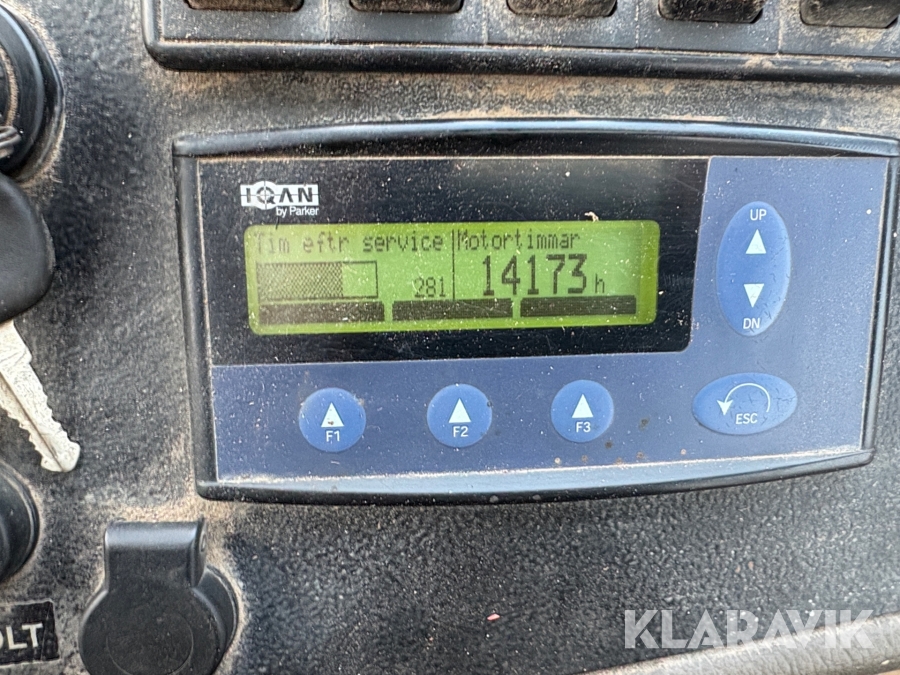 IQAN
by Parker
Tim eftr service
Motortimmar
281
14173 h
UP
DN
F1
F2
F3
ESC
OLT
KLARAVIK